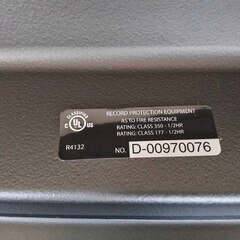 CLASSIFIED
C UL US
RECORD PROTECTION EQUIPMENT
AS TO FIRE RESISTANCE
RATING: CLASS 350 - 1/2HR
RATING: CLASS 177 - 1/2HR
R4132
NO. D-00970076